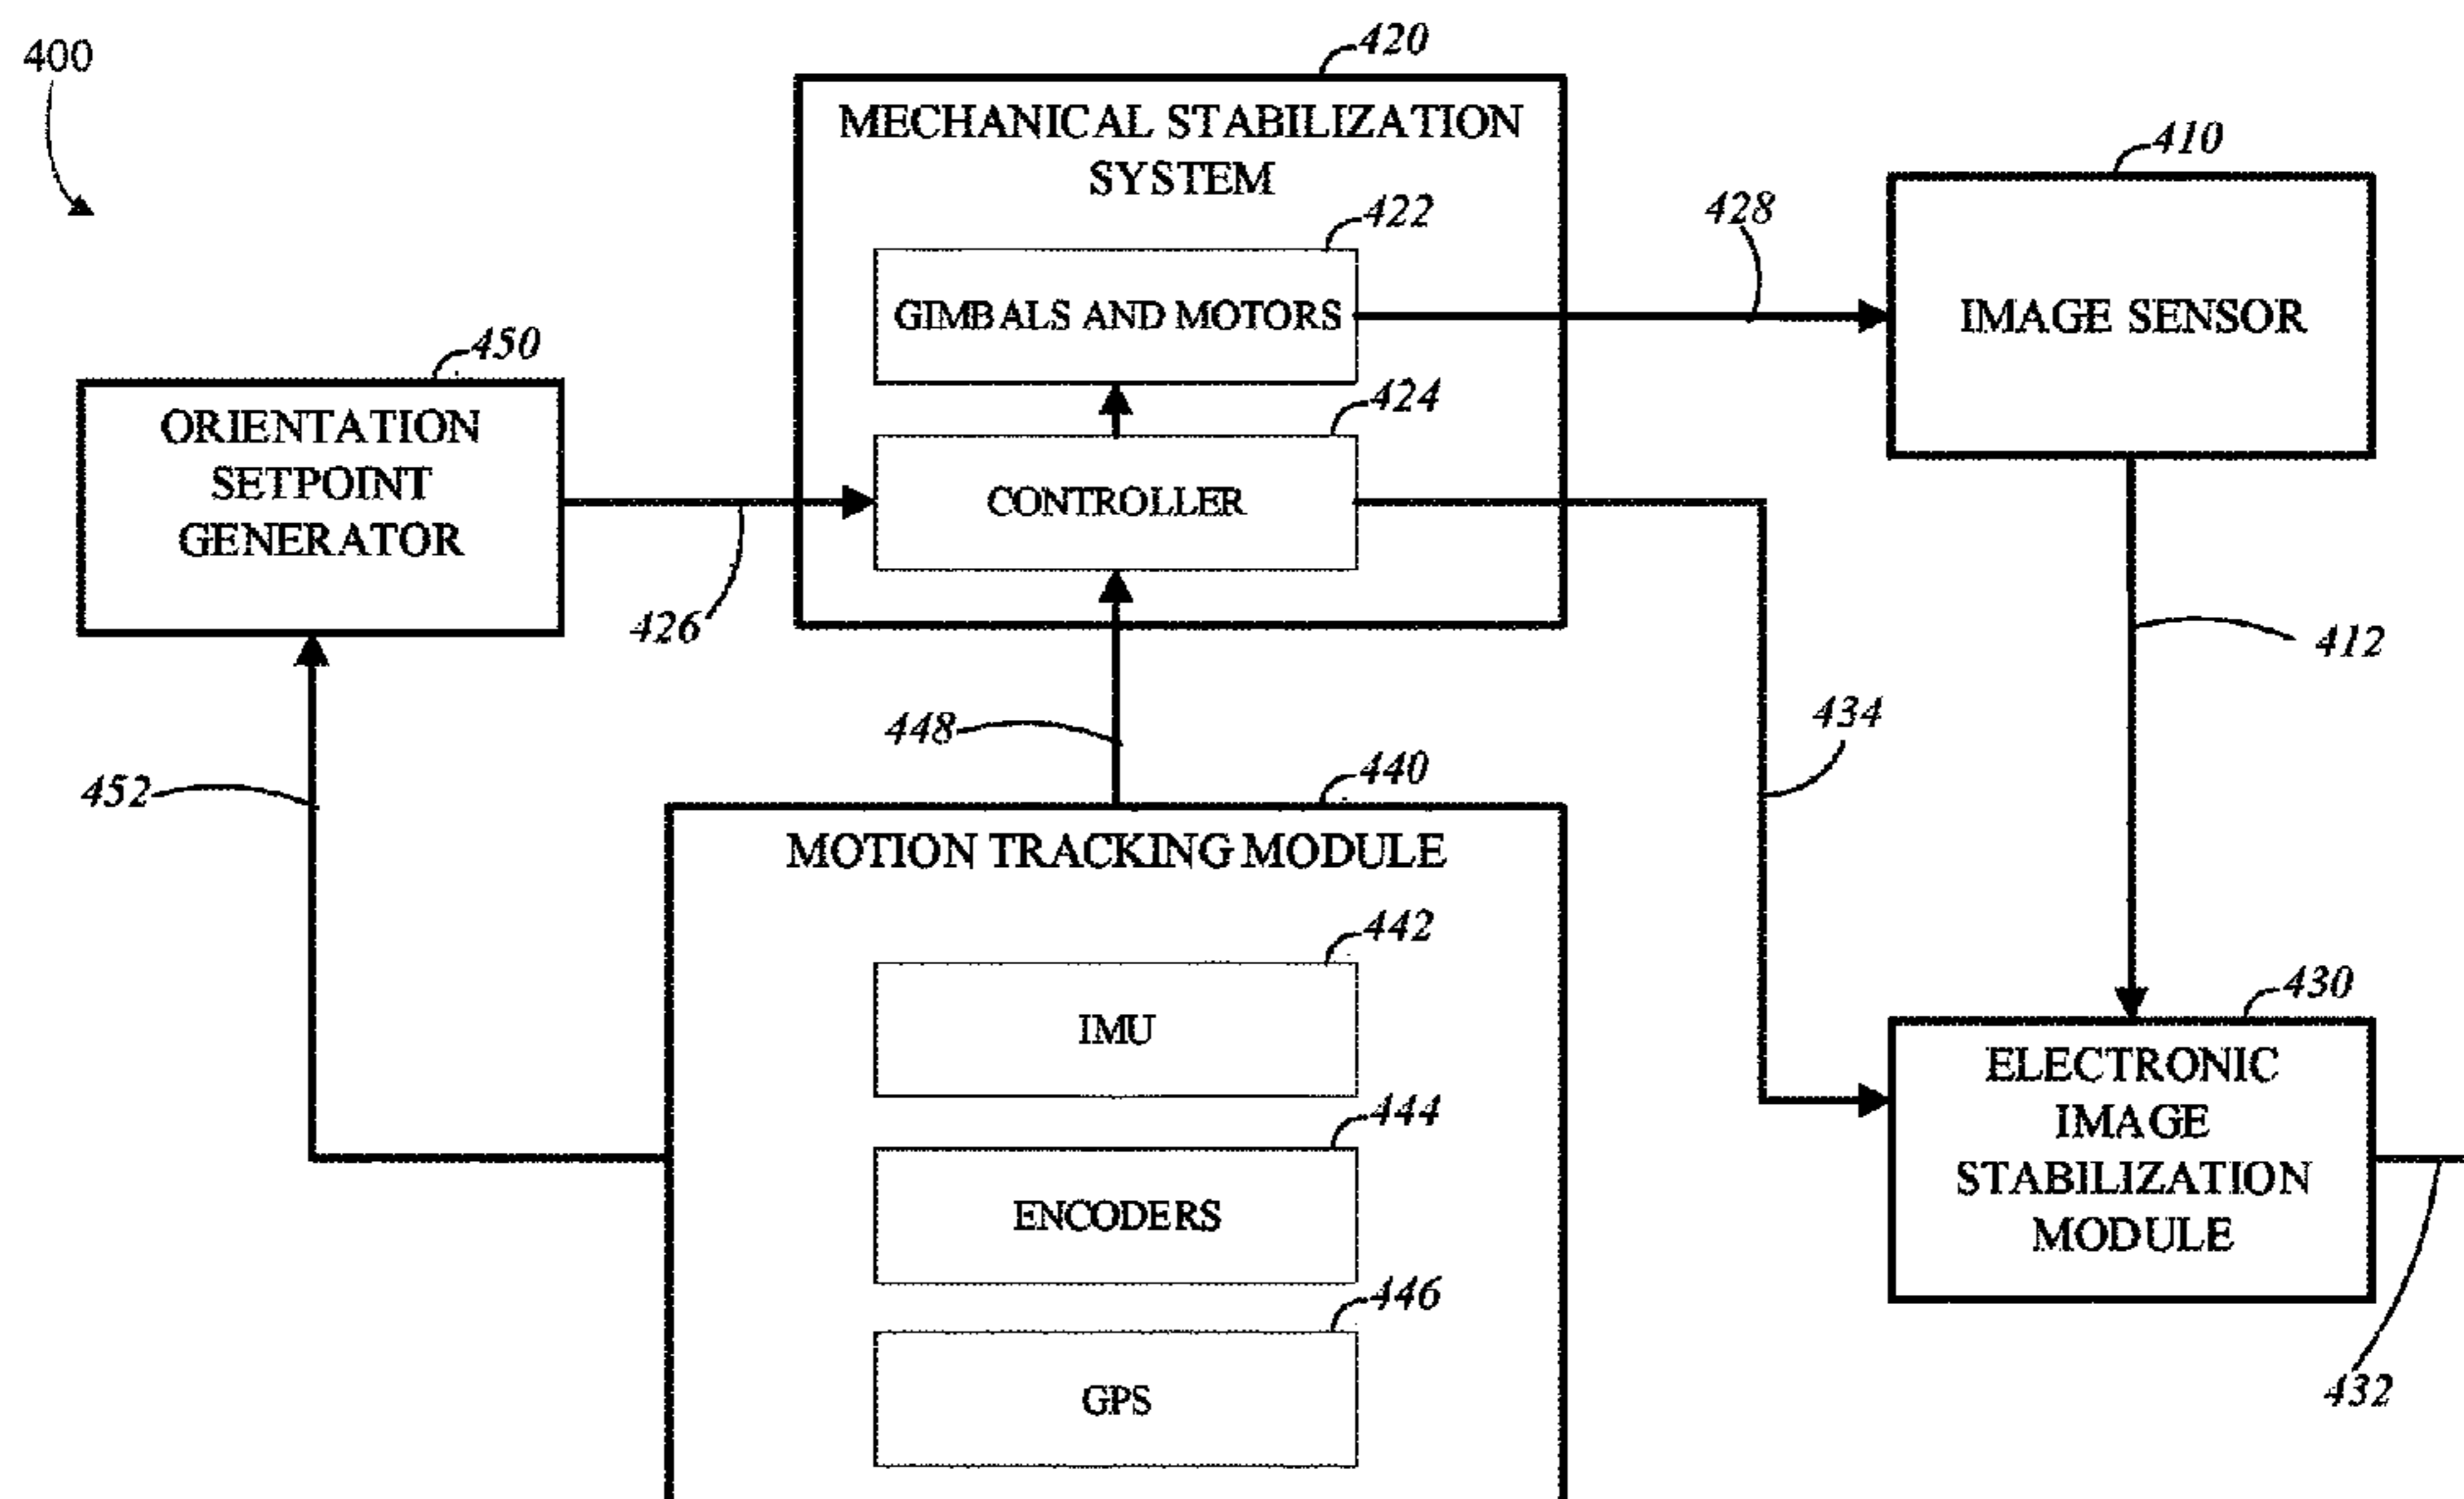 400
420
MECHANICAL STABILIZATION
SYSTEM
422
GIMBALS AND MOTORS
424
CONTROLLER
428
410
IMAGE SENSOR
450
ORIENTATION
SETPOINT
GENERATOR
426
412
448
434
452
440
MOTION TRACKING MODULE
442
IMU
444
ENCODERS
446
GPS
430
ELECTRONIC
IMAGE
STABILIZATION
MODULE
432